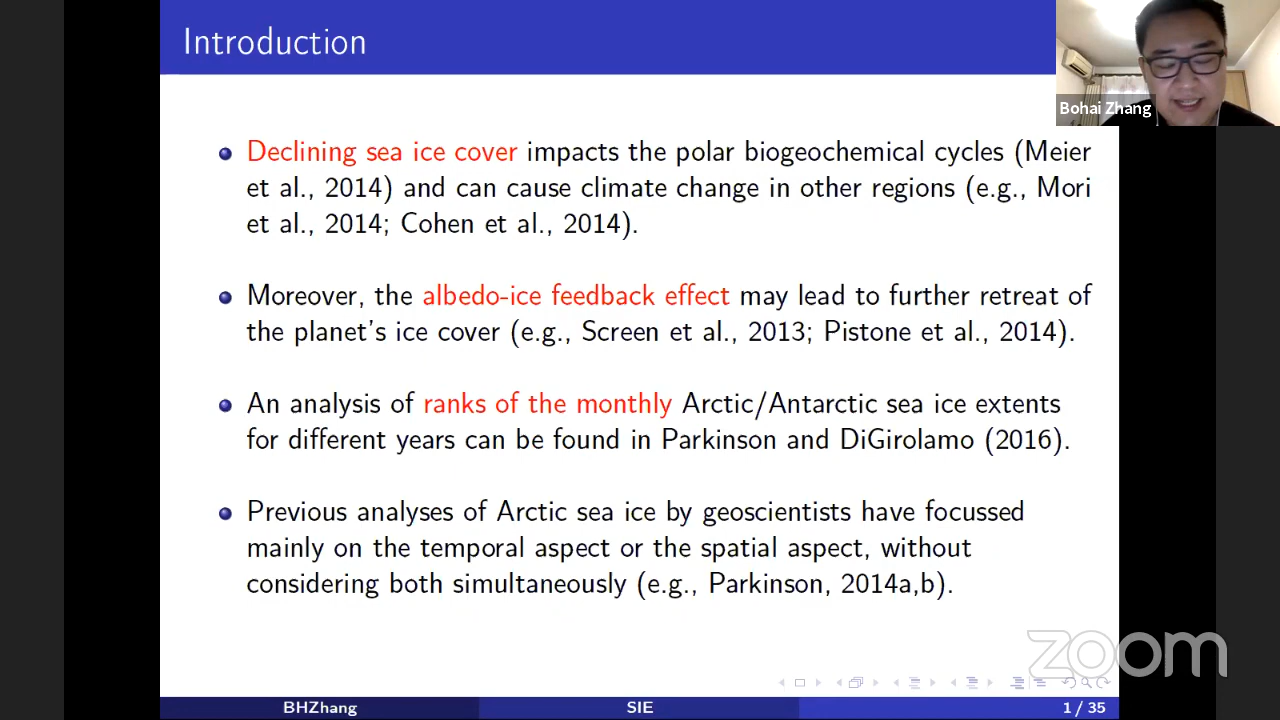 Introduction
Bohai Zhang
Declining sea ice cover impacts the polar biogeochemical cycles (Meier
et al., 2014) and can cause climate change in other regions (e.g., Mori
et al., 2014; Cohen et al., 2014).
Moreover, the albedo-ice feedback effect may lead to further retreat of
the planet's ice cover (e.g., Screen et al., 2013; Pistone et al., 2014).
An analysis of ranks of the monthly Arctic/Antarctic sea ice extents
for different years can be found in Parkinson and DiGirolamo (2016).
Previous analyses of Arctic sea ice by geoscientists have focussed
mainly on the temporal aspect or the spatial aspect, without
considering both simultaneously (e.g., Parkinson, 2014a,b).
zoom
BHZhang
SIE
1 / 35